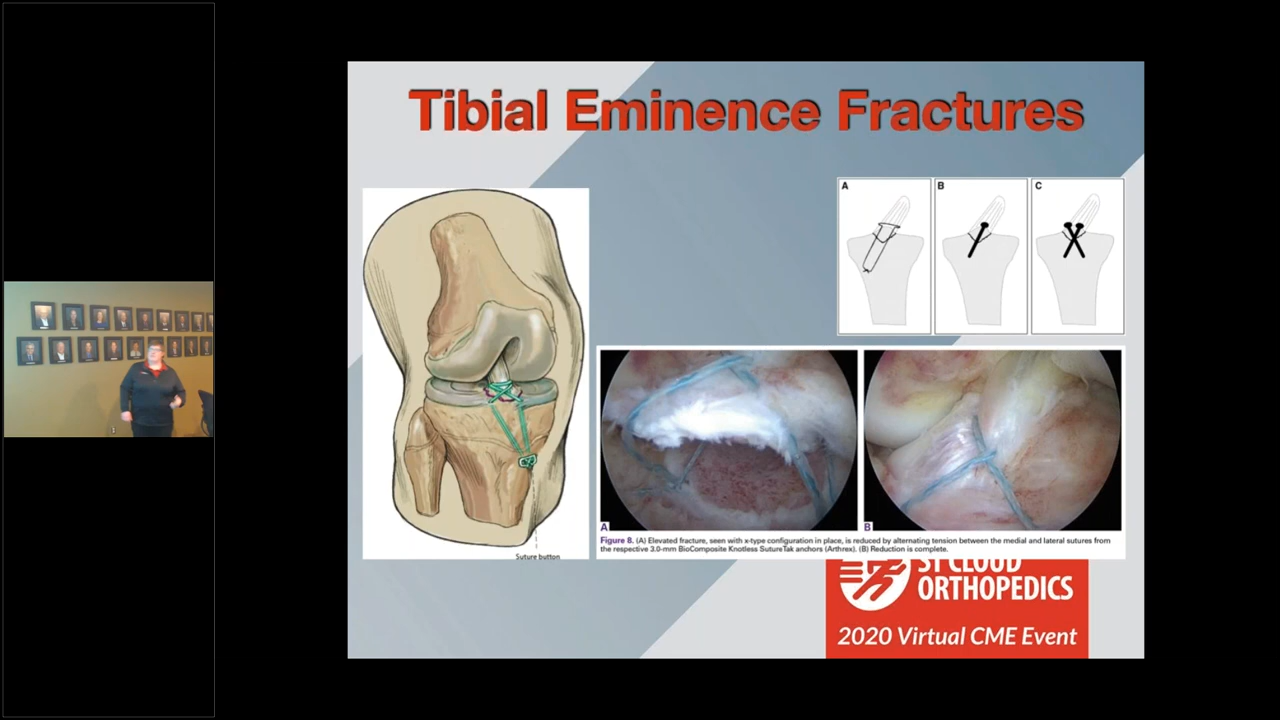 Tibial Eminence Fractures
A
B
C
Suture button
A
B
Figure 8. (A) Elevated fracture, seen with x-type configuration in place, is reduced by alternating tension between the medial and lateral sutures from
the respective 3.0-mm BioComposite Knotless SutureTak anchors (Arthrex). (B) Reduction is complete.
ST CLOUD
ORTHOPEDICS
2020 Virtual CME Event